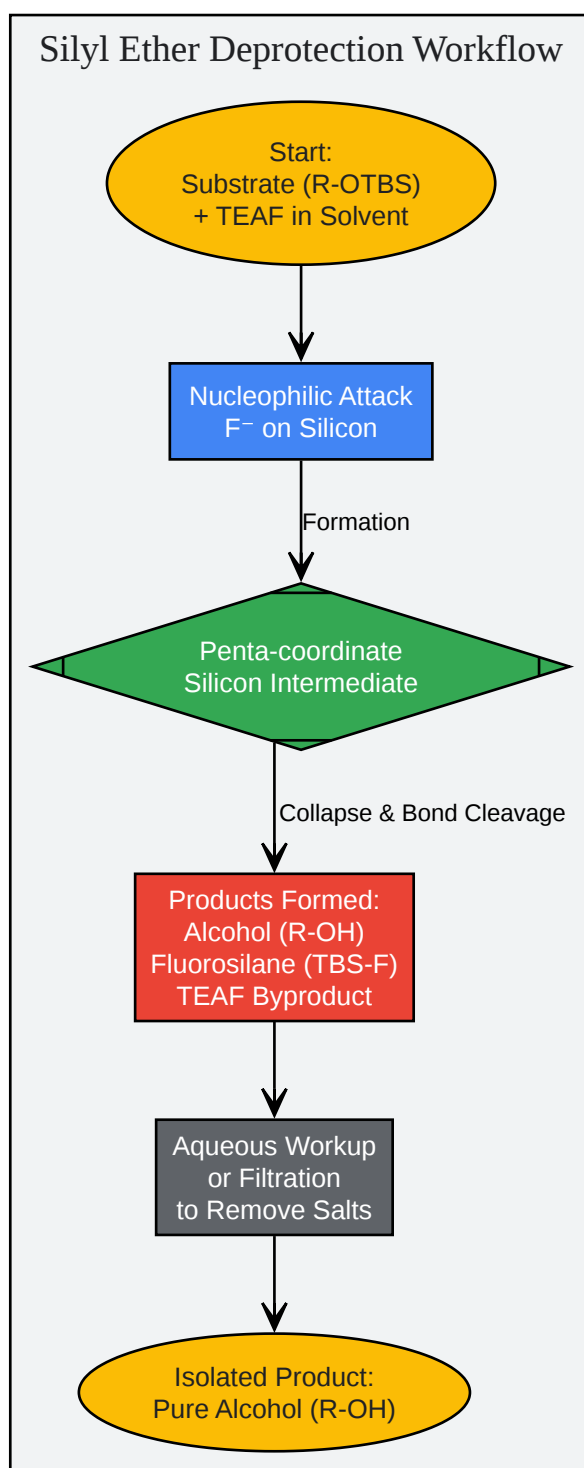 Silyl Ether Deprotection Workflow
Start:
Substrate (R-OTBS)
+ TEAF in Solvent
Nucleophilic Attack
F⁻ on Silicon
Formation
Penta-coordinate
Silicon Intermediate
Collapse & Bond Cleavage
Products Formed:
Alcohol (R-OH)
Fluorosilane (TBS-F)
TEAF Byproduct
Aqueous Workup
or Filtration
to Remove Salts
Isolated Product:
Pure Alcohol (R-OH)